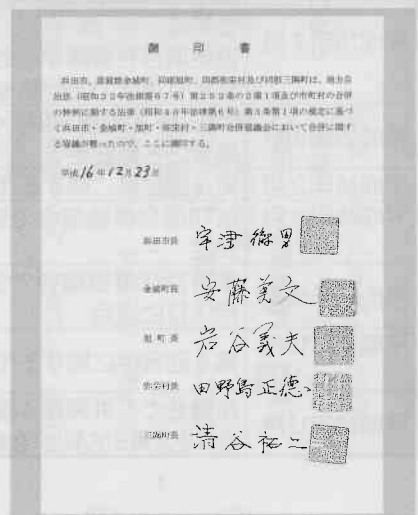 調印書
浜田市、那賀郡金城町、同郡旭町、同郡弥栄村及び同郡三隅町は、地方自
治法(昭和22年法律第67号)第252条の2第1項及び市町村の合併
の特例に関する法律(昭和40年法律第6号)第3条第1項の規定に基づ
く浜田市・金城町・旭町・弥栄村・三隅町合併協議会において合併に関す
る協議が整ったので、ここに調印する。
平成16年12月23日
浜田市長 宇津徹男
金城町長 安藤美文
旭町長 岩谷義夫
弥栄村長 田野島正德
三隅町長 清谷祐二